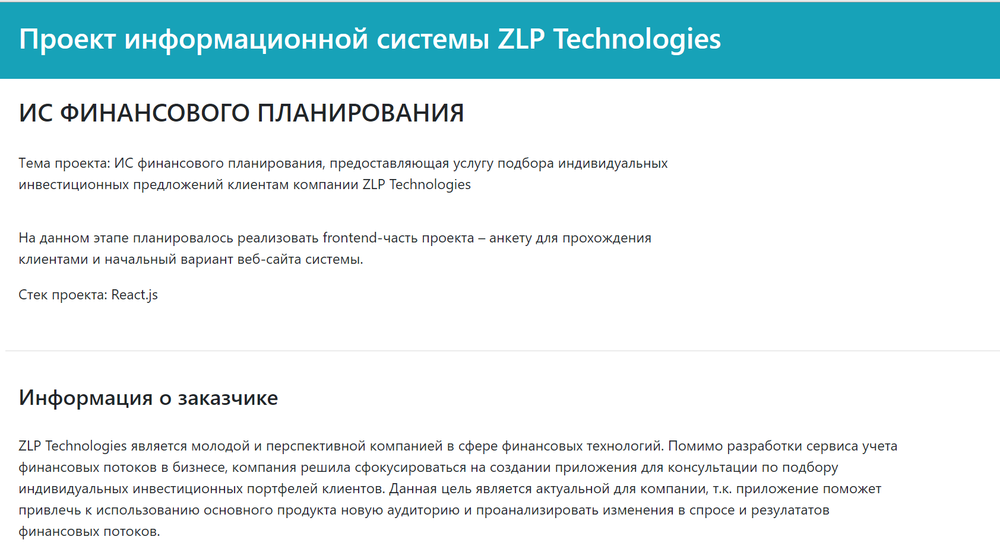 Проект информационной системы ZLP Technologies
ИС ФИНАНСОВОГО ПЛАНИРОВАНИЯ
Тема проекта: ИС финансового планирования, предоставляющая услугу подбора индивидуальных
инвестиционных предложений клиентам компании ZLP Technologies
На данном этапе планировалось реализовать frontend-часть проекта – анкету для прохождения
клиентами и начальный вариант веб-сайта системы.
Стек проекта: React.js
Информация о заказчике
ZLP Technologies является молодой и перспективной компанией в сфере финансовых технологий. Помимо разработки сервиса учета
финансовых потоков в бизнесе, компания решила сфокусироваться на создании приложения для консультации по подбору
индивидуальных инвестиционных портфелей клиентов. Данная цель является актуальной для компании, т.к. приложение поможет
привлечь к использованию основного продукта новую аудиторию и проанализировать изменения в спросе и резулататов
финансовых потоков.